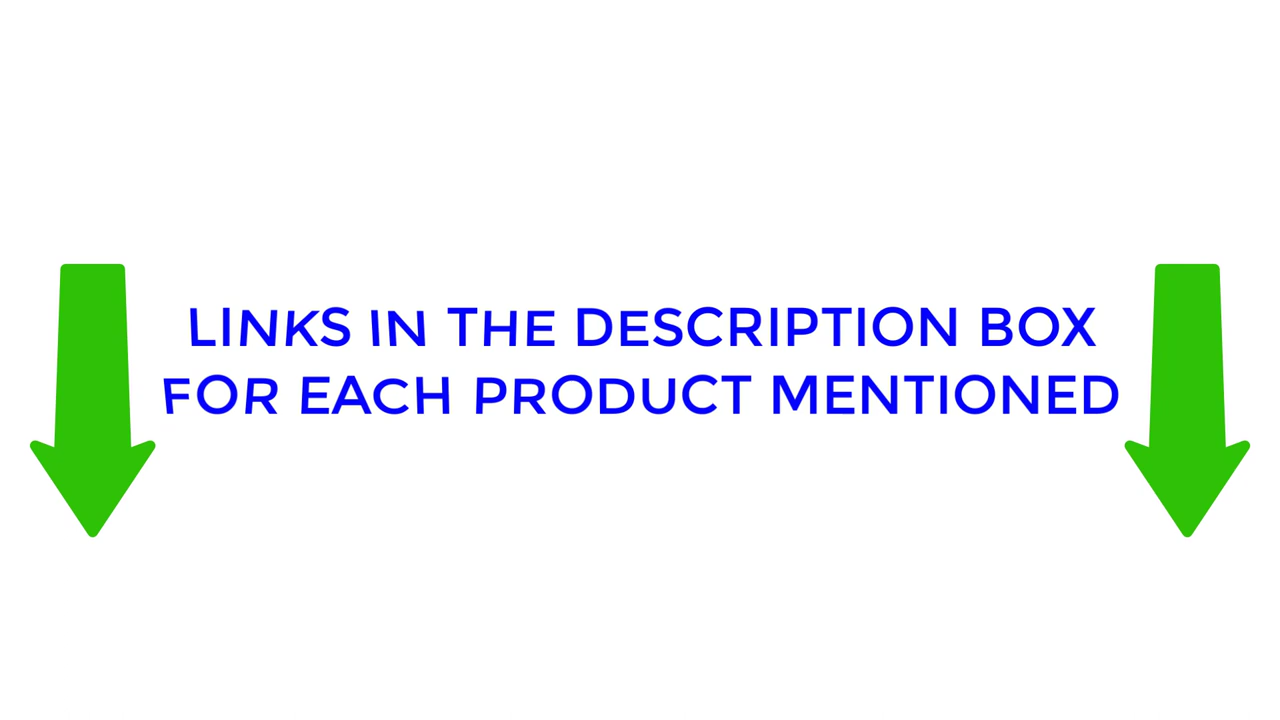 LINKS IN THE DESCRIPTION BOX
FOR EACH PRODUCT MENTIONED